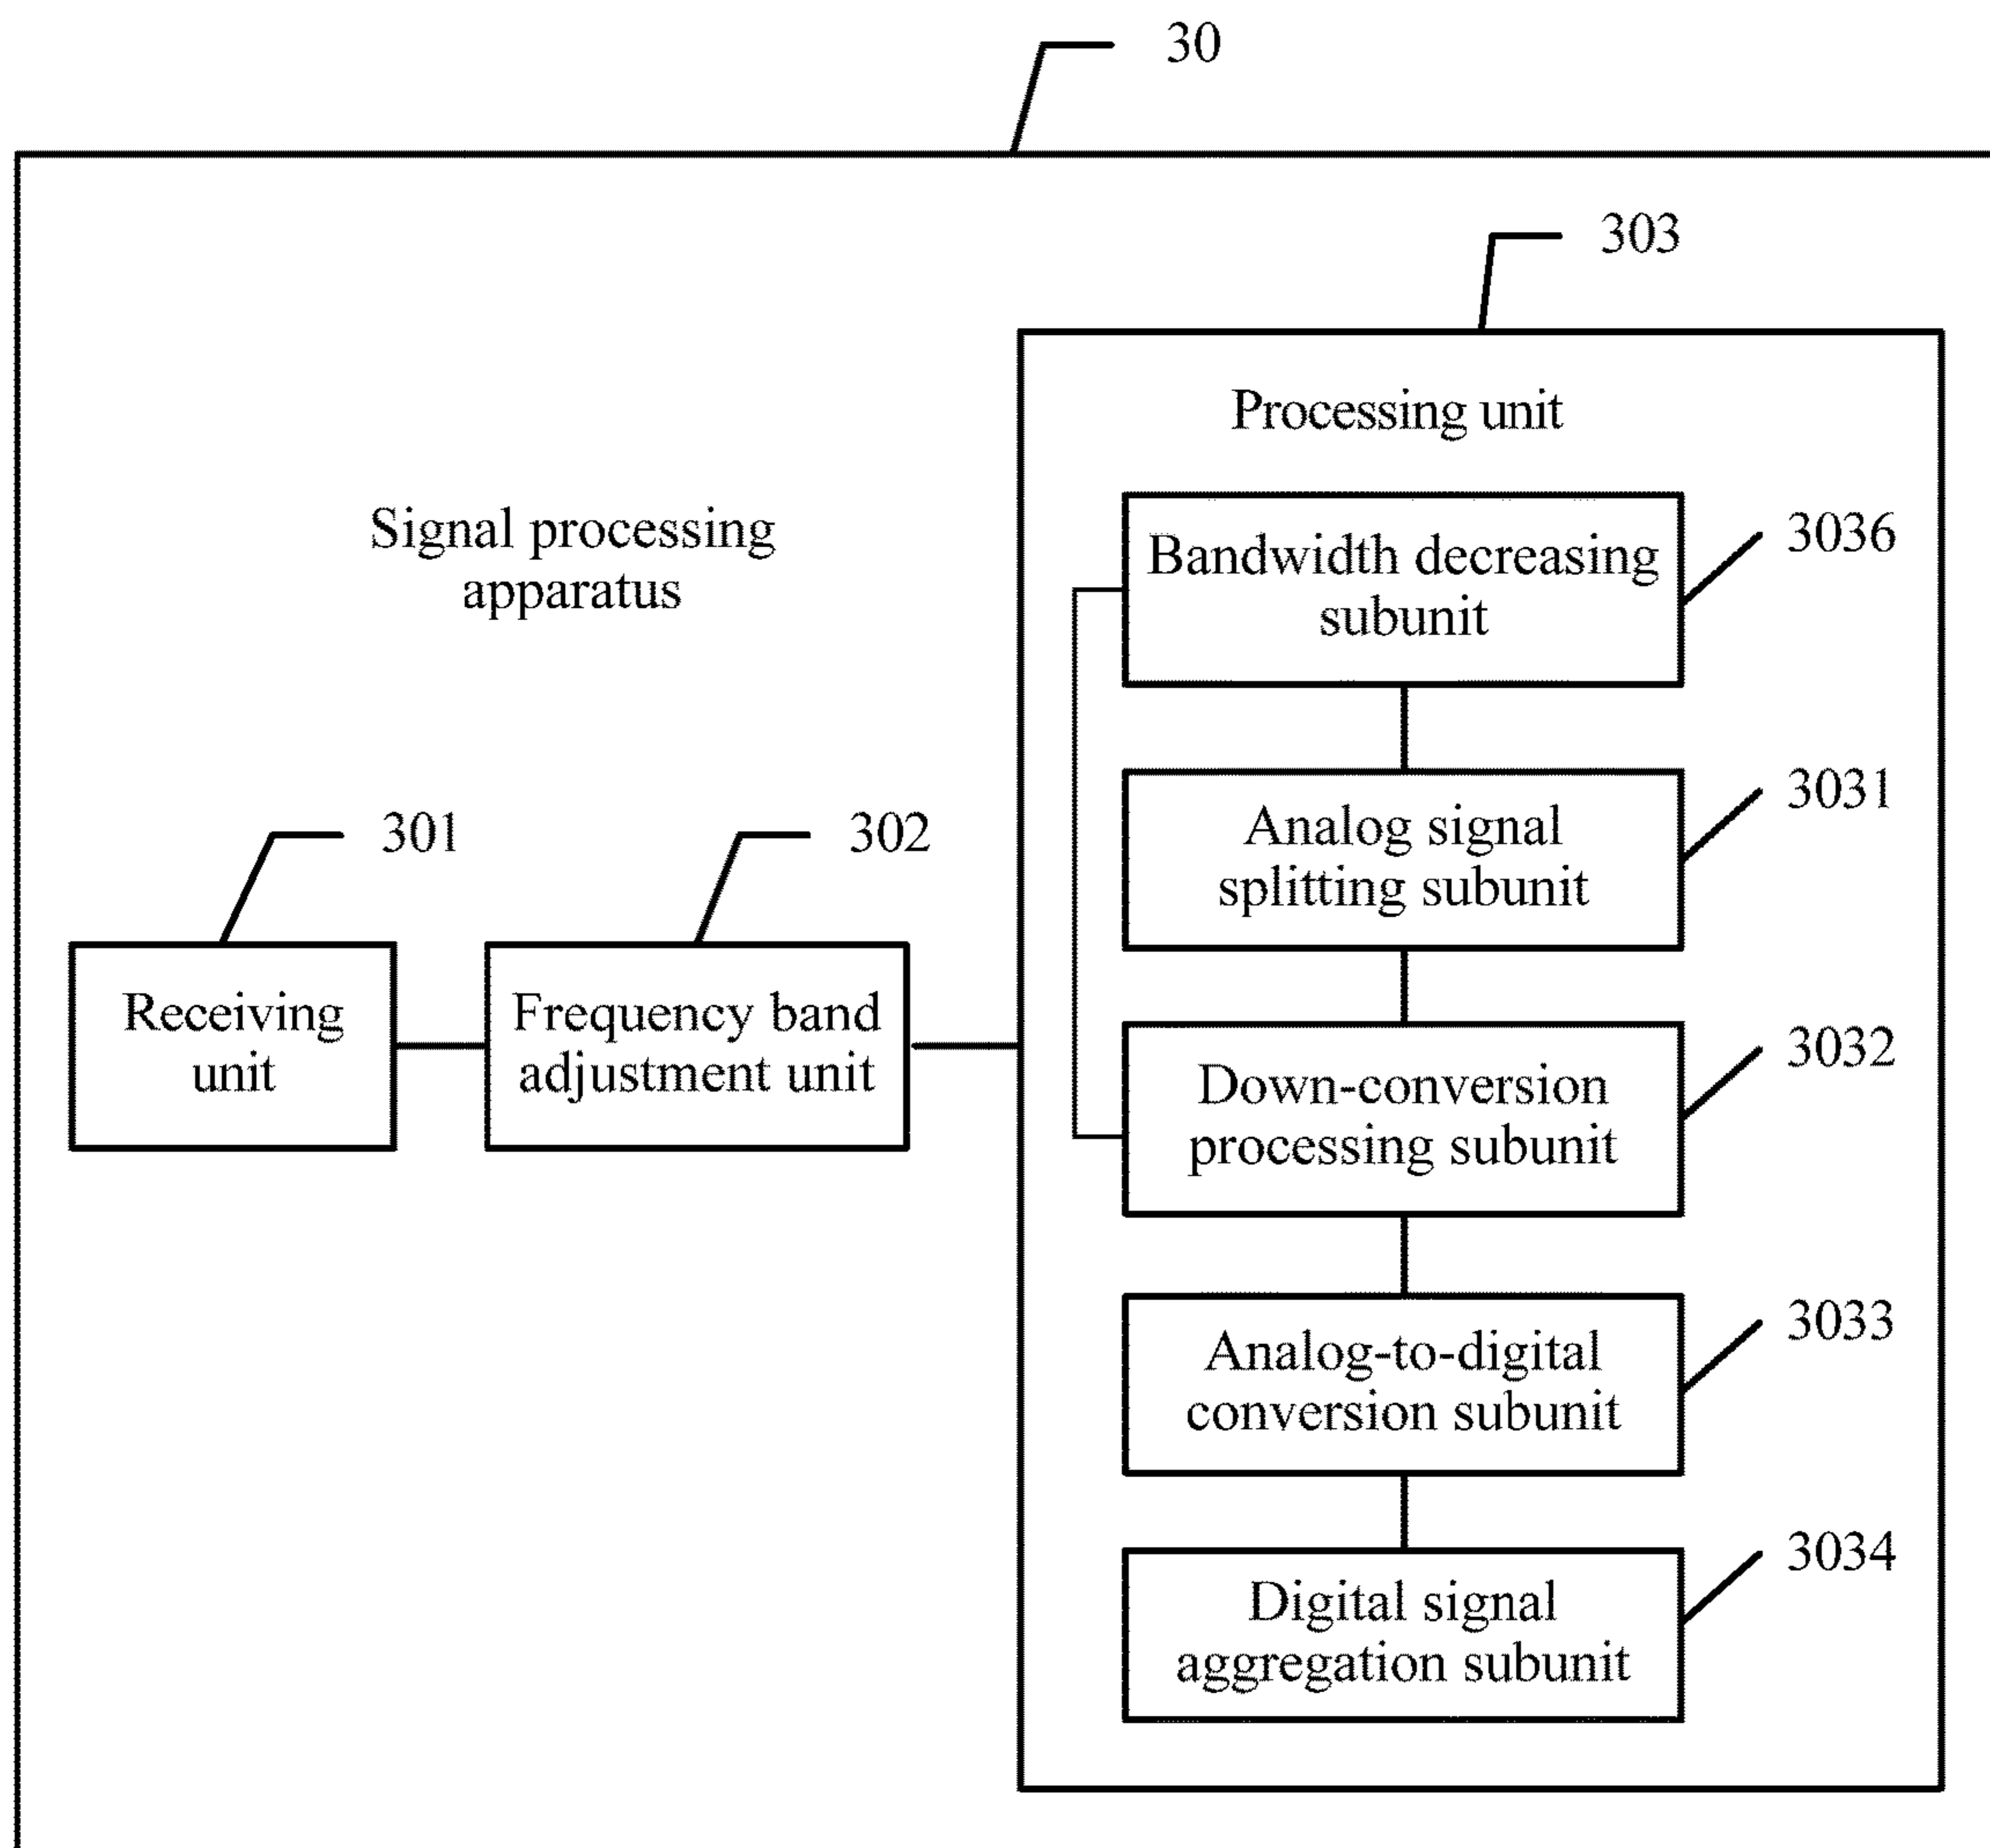 30
303
Processing unit
Signal processing
apparatus
Bandwidth decreasing
subunit
3036
Analog signal
splitting subunit
3031
301
302
Receiving
unit
Frequency band
adjustment unit
Down-conversion
processing subunit
3032
Analog-to-digital
conversion subunit
3033
Digital signal
aggregation subunit
3034